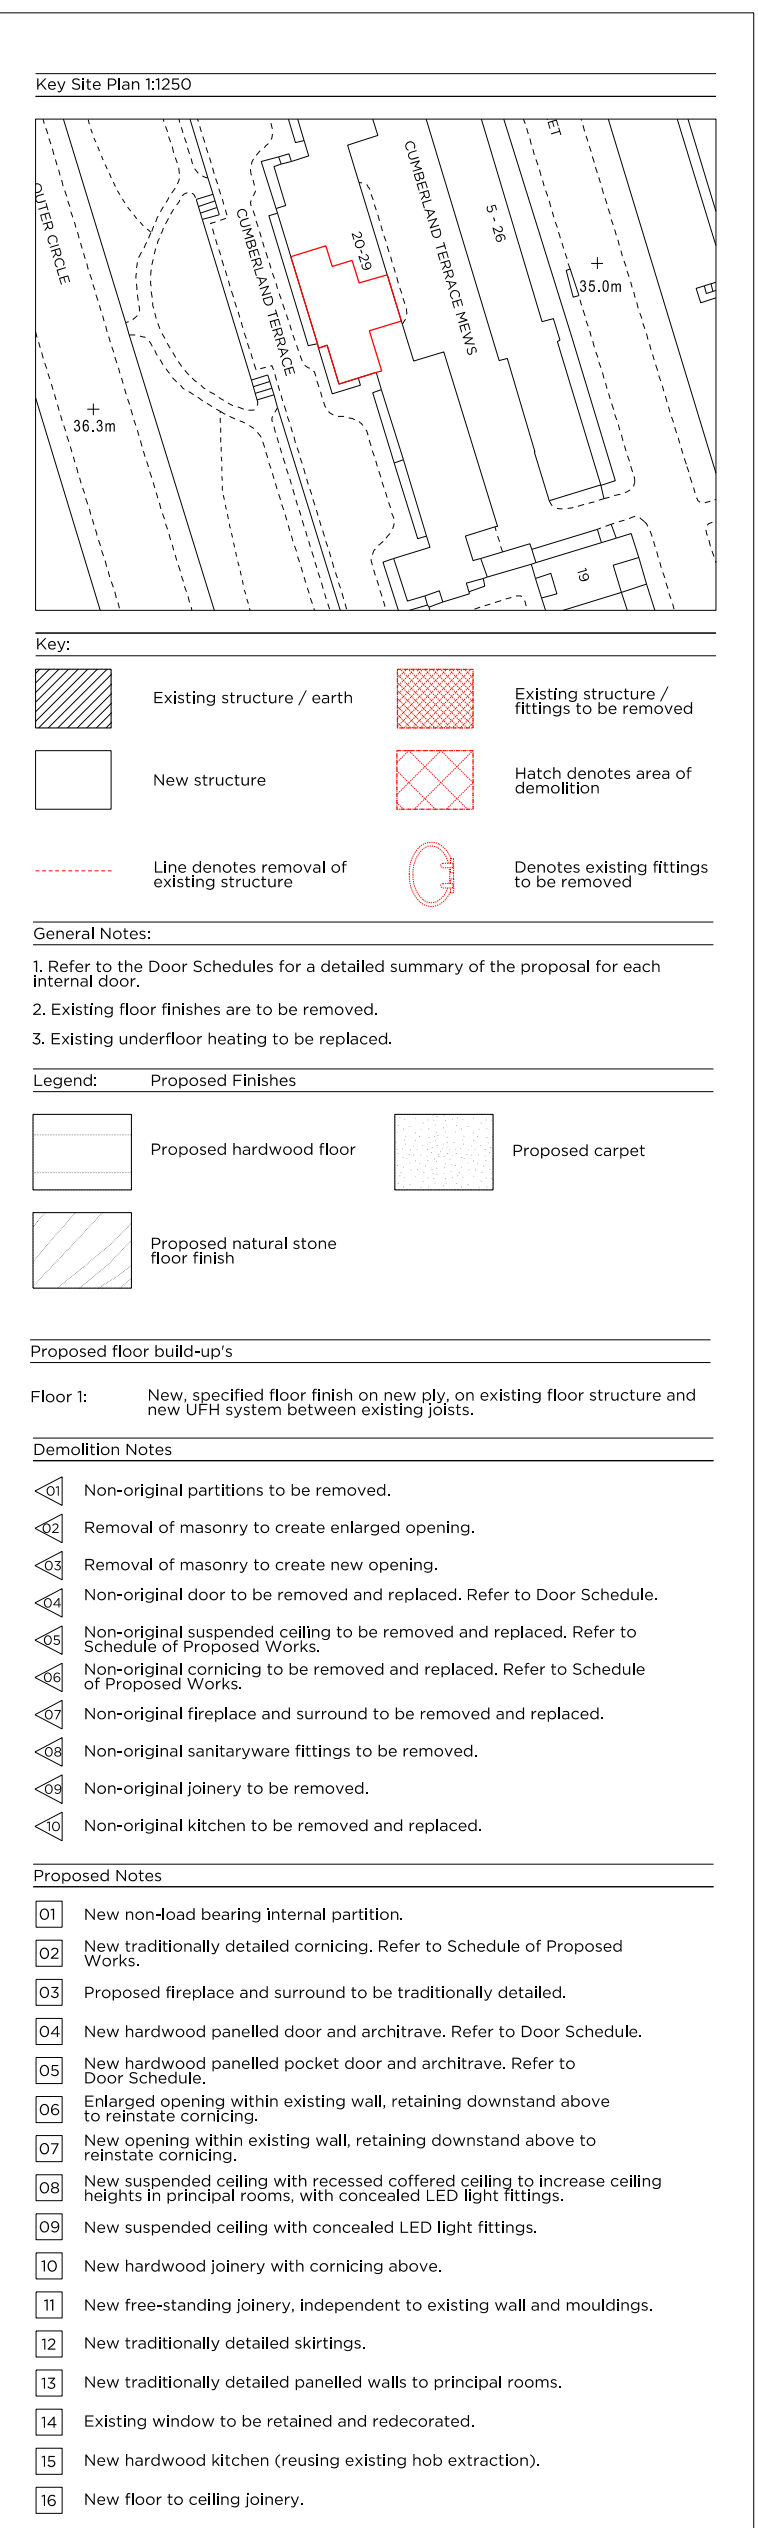 Key Site Plan 1:1250
OUTER CIRCLE
CUMBERLAND TERRACE
20-29
CUMBERLAND TERRACE MEWS
5 - 26
ET
35.0m
36.3m
19
Key:
Existing structure / earth
Existing structure /
fittings to be removed
New structure
Hatch denotes area of
demolition
Line denotes removal of
existing structure
Denotes existing fittings
to be removed
General Notes:
1. Refer to the Door Schedules for a detailed summary of the proposal for each
internal door.
2. Existing floor finishes are to be removed.
3. Existing underfloor heating to be replaced.
Legend: Proposed Finishes
Proposed hardwood floor
Proposed carpet
Proposed natural stone
floor finish
Proposed floor build-up's
Floor 1: New, specified floor finish on new ply, on existing floor structure and
new UFH system between existing joists.
Demolition Notes
01 Non-original partitions to be removed.
02 Removal of masonry to create enlarged opening.
03 Removal of masonry to create new opening.
04 Non-original door to be removed and replaced. Refer to Door Schedule.
05 Non-original suspended ceiling to be removed and replaced. Refer to
Schedule of Proposed Works.
06 Non-original cornicing to be removed and replaced. Refer to Schedule
of Proposed Works.
07 Non-original fireplace and surround to be removed and replaced.
08 Non-original sanitaryware fittings to be removed.
09 Non-original joinery to be removed.
10 Non-original kitchen to be removed and replaced.
Proposed Notes
01 New non-load bearing internal partition.
02 New traditionally detailed cornicing. Refer to Schedule of Proposed
Works.
03 Proposed fireplace and surround to be traditionally detailed.
04 New hardwood panelled door and architrave. Refer to Door Schedule.
05 New hardwood panelled pocket door and architrave. Refer to
Door Schedule.
06 Enlarged opening within existing wall, retaining downstand above
to reinstate cornicing.
07 New opening within existing wall, retaining downstand above to
reinstate cornicing.
08 New suspended ceiling with recessed coffered ceiling to increase ceiling
heights in principal rooms, with concealed LED light fittings.
09 New suspended ceiling with concealed LED light fittings.
10 New hardwood joinery with cornicing above.
11 New free-standing joinery, independent to existing wall and mouldings.
12 New traditionally detailed skirtings.
13 New traditionally detailed panelled walls to principal rooms.
14 Existing window to be retained and redecorated.
15 New hardwood kitchen (reusing existing hob extraction).
16 New floor to ceiling joinery.